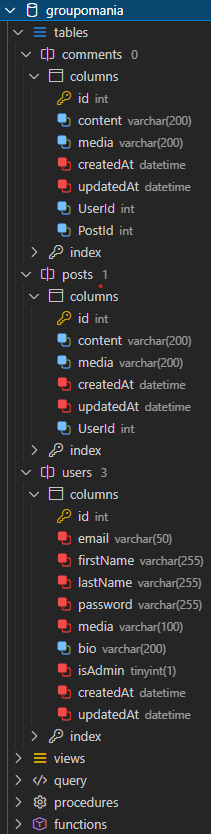 groupomania
tables
comments 0
columns
id int
content varchar(200)
media varchar(200)
createdAt datetime
updatedAt datetime
UserId int
PostId int
index
posts 1
columns
id int
content varchar(200)
media varchar(200)
createdAt datetime
updatedAt datetime
UserId int
index
users 3
columns
id int
email varchar(50)
firstName varchar(255)
lastName varchar(255)
password varchar(255)
media varchar(100)
bio varchar(200)
isAdmin tinyint(1)
createdAt datetime
updatedAt datetime
index
views
query
procedures
functions